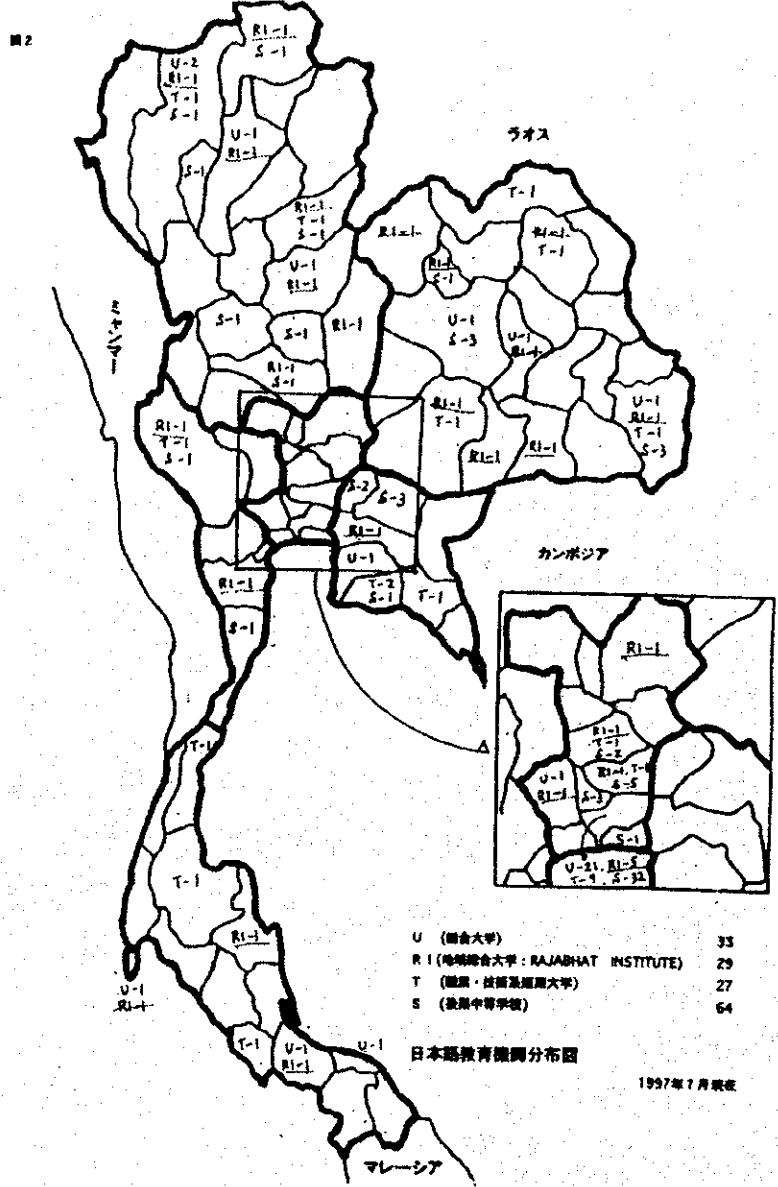 図2
RI-1
S-1
U-2
RI-1
T-1
S-1
U-1
RI-1
S-1
ラオス
T-1
RI-1
T-1
S-1
RI-1
RI-1
T-1
RI-1
S-1
U-1
RI-1
ミャンマー
S-1
S-1
RI-1
U-1
S-3
U-1
RI-1
RI-1
S-1
RI-1
T-1
S-1
RI-1
T-1
RI-1
RI-1
U-1
RI-1
T-1
S-3
S-2
S-3
RI-1
U-1
カンボジア
RI-1
T-2
S-1
T-1
S-1
RI-1
RI-1
T-1
S-2
U-1
RI-1
RI-1, T-1
S-5
S-3
S-1
U-21, RI-5
T-9, S-32
T-1
T-1
RI-1
U-1
RI-1
T-1
U-1
RI-1
U-1
U (総合大学) 33
RI (地域総合大学:RAJABHAT INSTITUTE) 29
T (職業・技術系短期大学) 27
S (後期中等学校) 64
日本語教育機関分布図
1997年7月現在
マレーシア